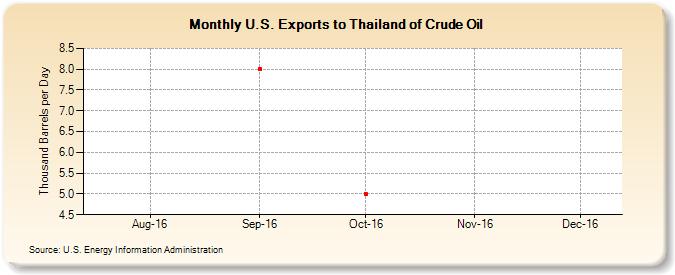 Monthly U.S. Exports to Thailand of Crude Oil
Thousand Barrels per Day
8.5
8.0
7.5
7.0
6.5
6.0
5.5
5.0
4.5
Aug-16 Sep-16 Oct-16 Nov-16 Dec-16
Source: U.S. Energy Information Administration